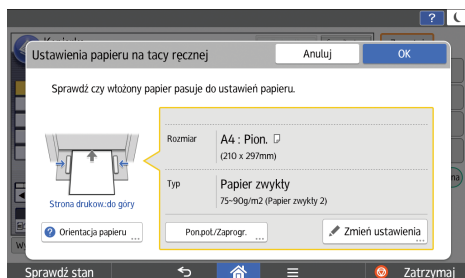 Ustawienia papieru na tacy ręcznej
Anuluj
OK
Sprawdź czy włożony papier pasuje do ustawień papieru.
Rozmiar
A4 : Pion.
(210 x 297mm)
Typ
Papier zwykły
75~90g/m2 (Papier zwykły 2)
Strona drukow.:do góry
? Orientacja papieru ...
Pon.poł./Zaprogr. ...
Zmień ustawienia ...
Sprawdź stan
Zatrzymaj